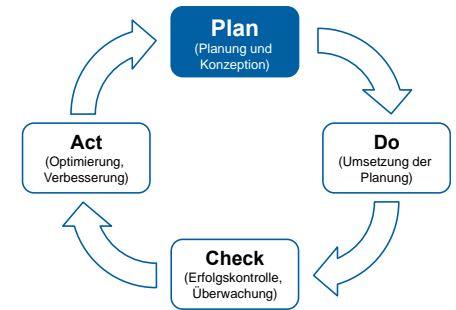 Plan
(Planung und
Konzeption)
Do
(Umsetzung der
Planung)
Check
(Erfolgskontrolle,
Überwachung)
Act
(Optimierung,
Verbesserung)